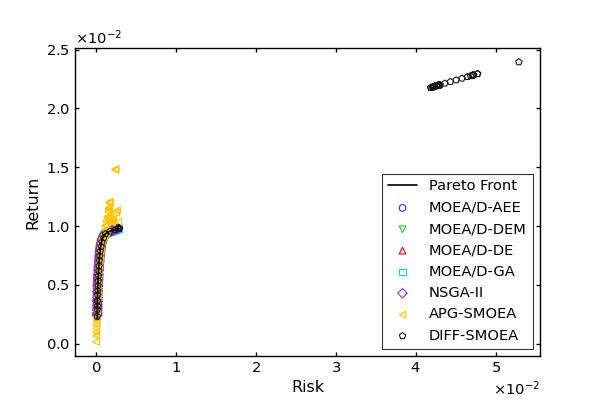 ×10⁻²
2.5
2.0
1.5
1.0
0.5
0.0
Return
0 1 2 3 4 5
Risk
×10⁻²
Pareto Front
MOEA/D-AEE
MOEA/D-DEM
MOEA/D-DE
MOEA/D-GA
NSGA-II
APG-SMOEA
DIFF-SMOEA